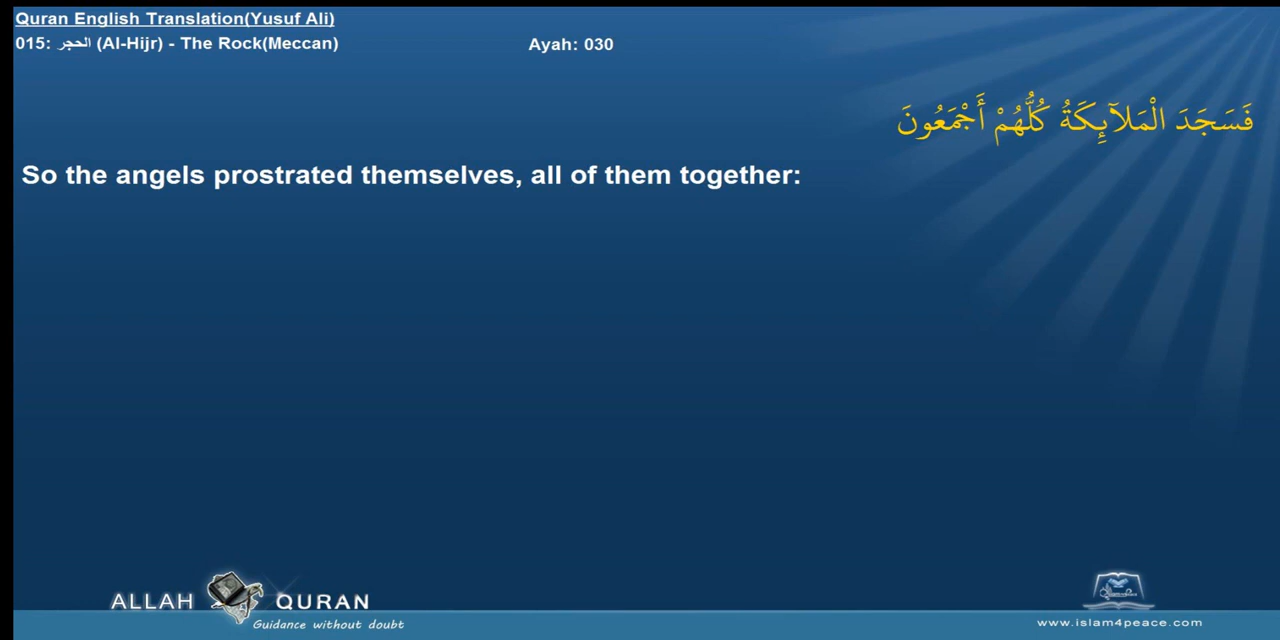 Quran English Translation(Yusuf Ali)
015: الحجر (Al-Hijr) - The Rock(Meccan)
Ayah: 030
فَسَجَدَ الْمَلآئِكَةُ كُلُّهُمْ أَجْمَعُونَ
So the angels prostrated themselves, all of them together:
ALLAH QURAN
Guidance without doubt
www.islam4peace.com